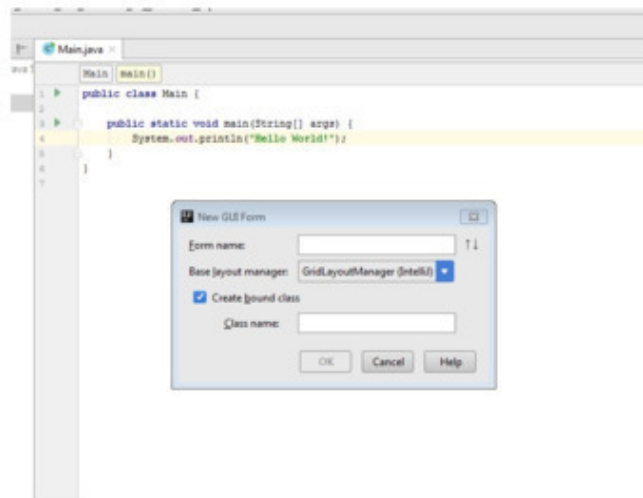 Main.java
Main main()
1 public class Main {
2
3 public static void main(String[] args) {
4 System.out.println("Hello World!");
5 }
6 }
7
New GUI Form
Form name:
Base layout manager: GridLayoutManager (IntelliJ)
Create bound class
Class name:
OK Cancel Help